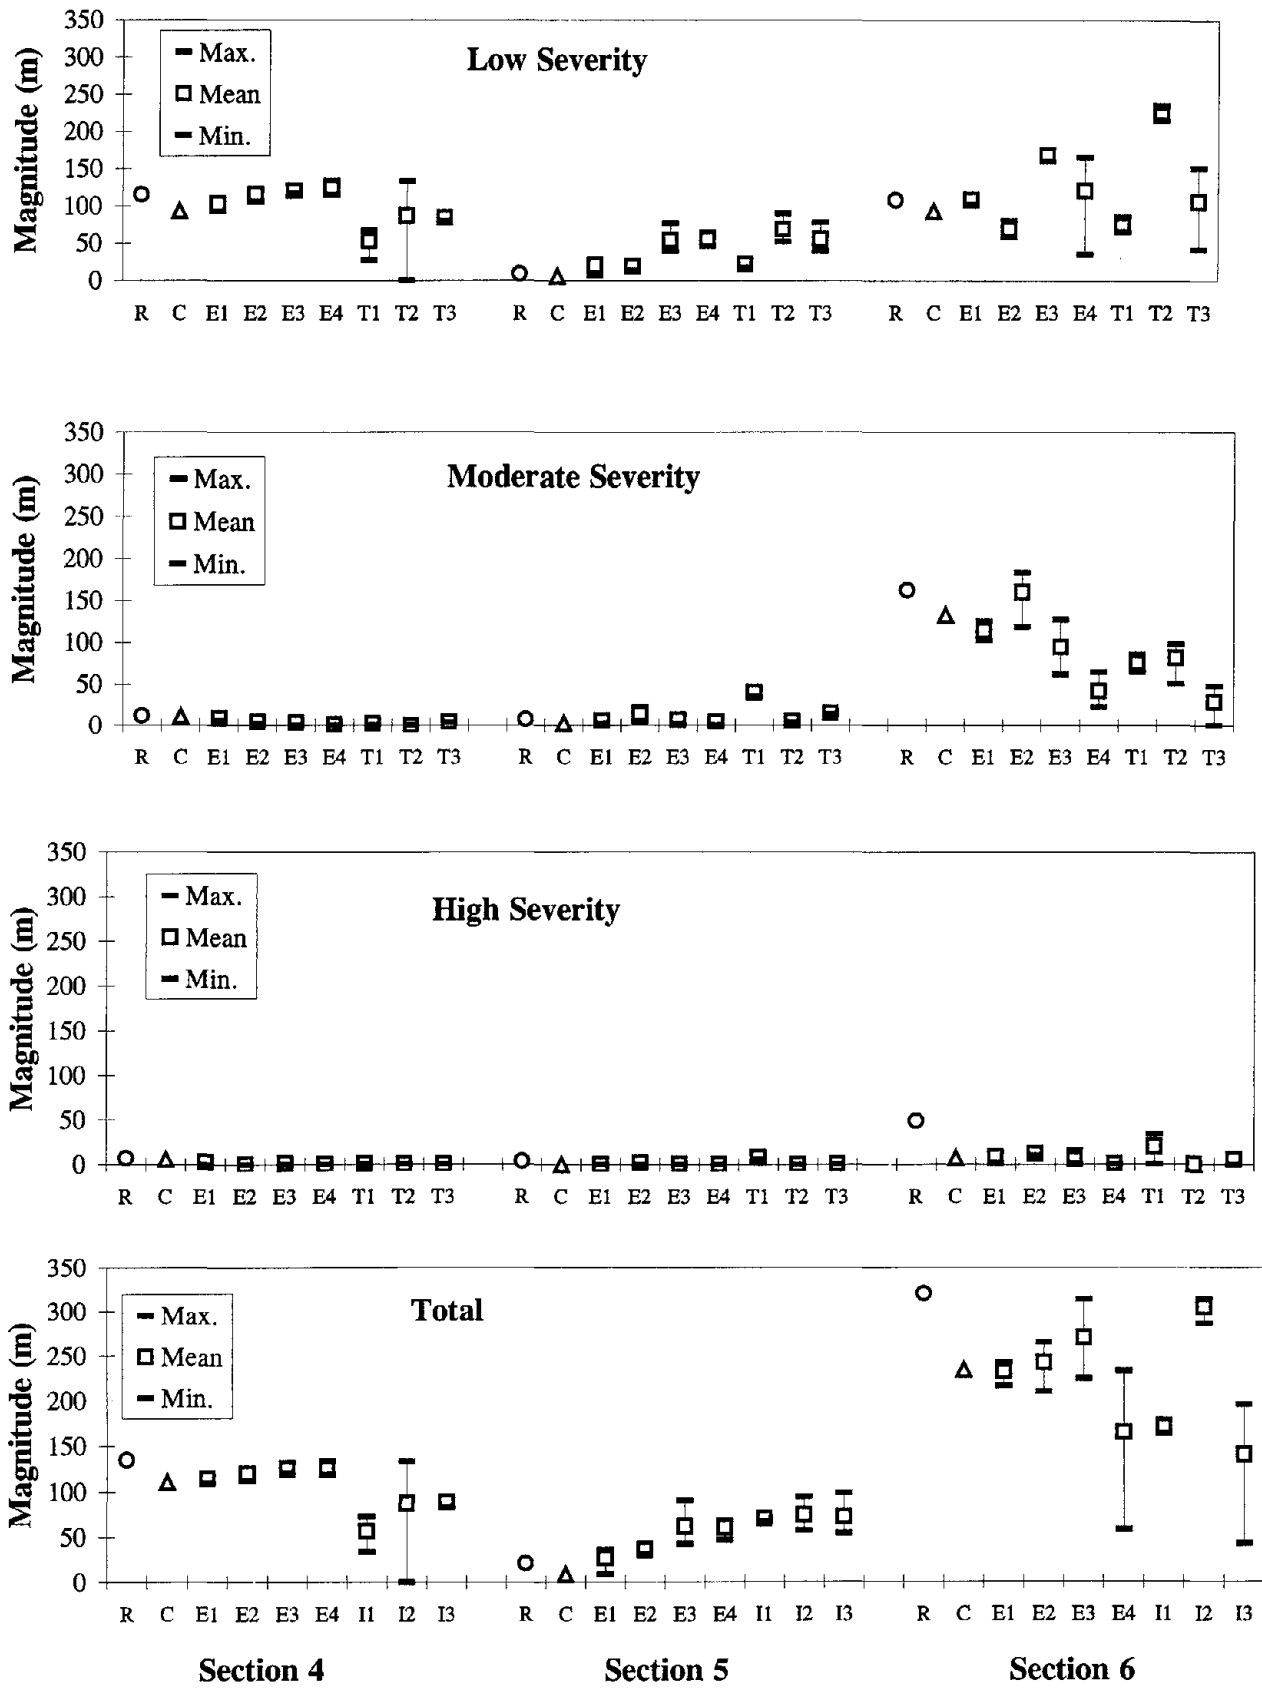 350
300
250
200
150
100
50
0
Magnitude (m)
Max.
Mean
Min.
Low Severity
R C E1 E2 E3 E4 T1 T2 T3 R C E1 E2 E3 E4 T1 T2 T3 R C E1 E2 E3 E4 T1 T2 T3
350
300
250
200
150
100
50
0
Magnitude (m)
Max.
Mean
Min.
Moderate Severity
R C E1 E2 E3 E4 T1 T2 T3 R C E1 E2 E3 E4 T1 T2 T3 R C E1 E2 E3 E4 T1 T2 T3
350
300
250
200
150
100
50
0
Magnitude (m)
Max.
Mean
Min.
High Severity
R C E1 E2 E3 E4 T1 T2 T3 R C E1 E2 E3 E4 T1 T2 T3 R C E1 E2 E3 E4 T1 T2 T3
350
300
250
200
150
100
50
0
Magnitude (m)
Max.
Mean
Min.
Total
R C E1 E2 E3 E4 I1 I2 I3 R C E1 E2 E3 E4 I1 I2 I3 R C E1 E2 E3 E4 I1 I2 I3
Section 4 Section 5 Section 6